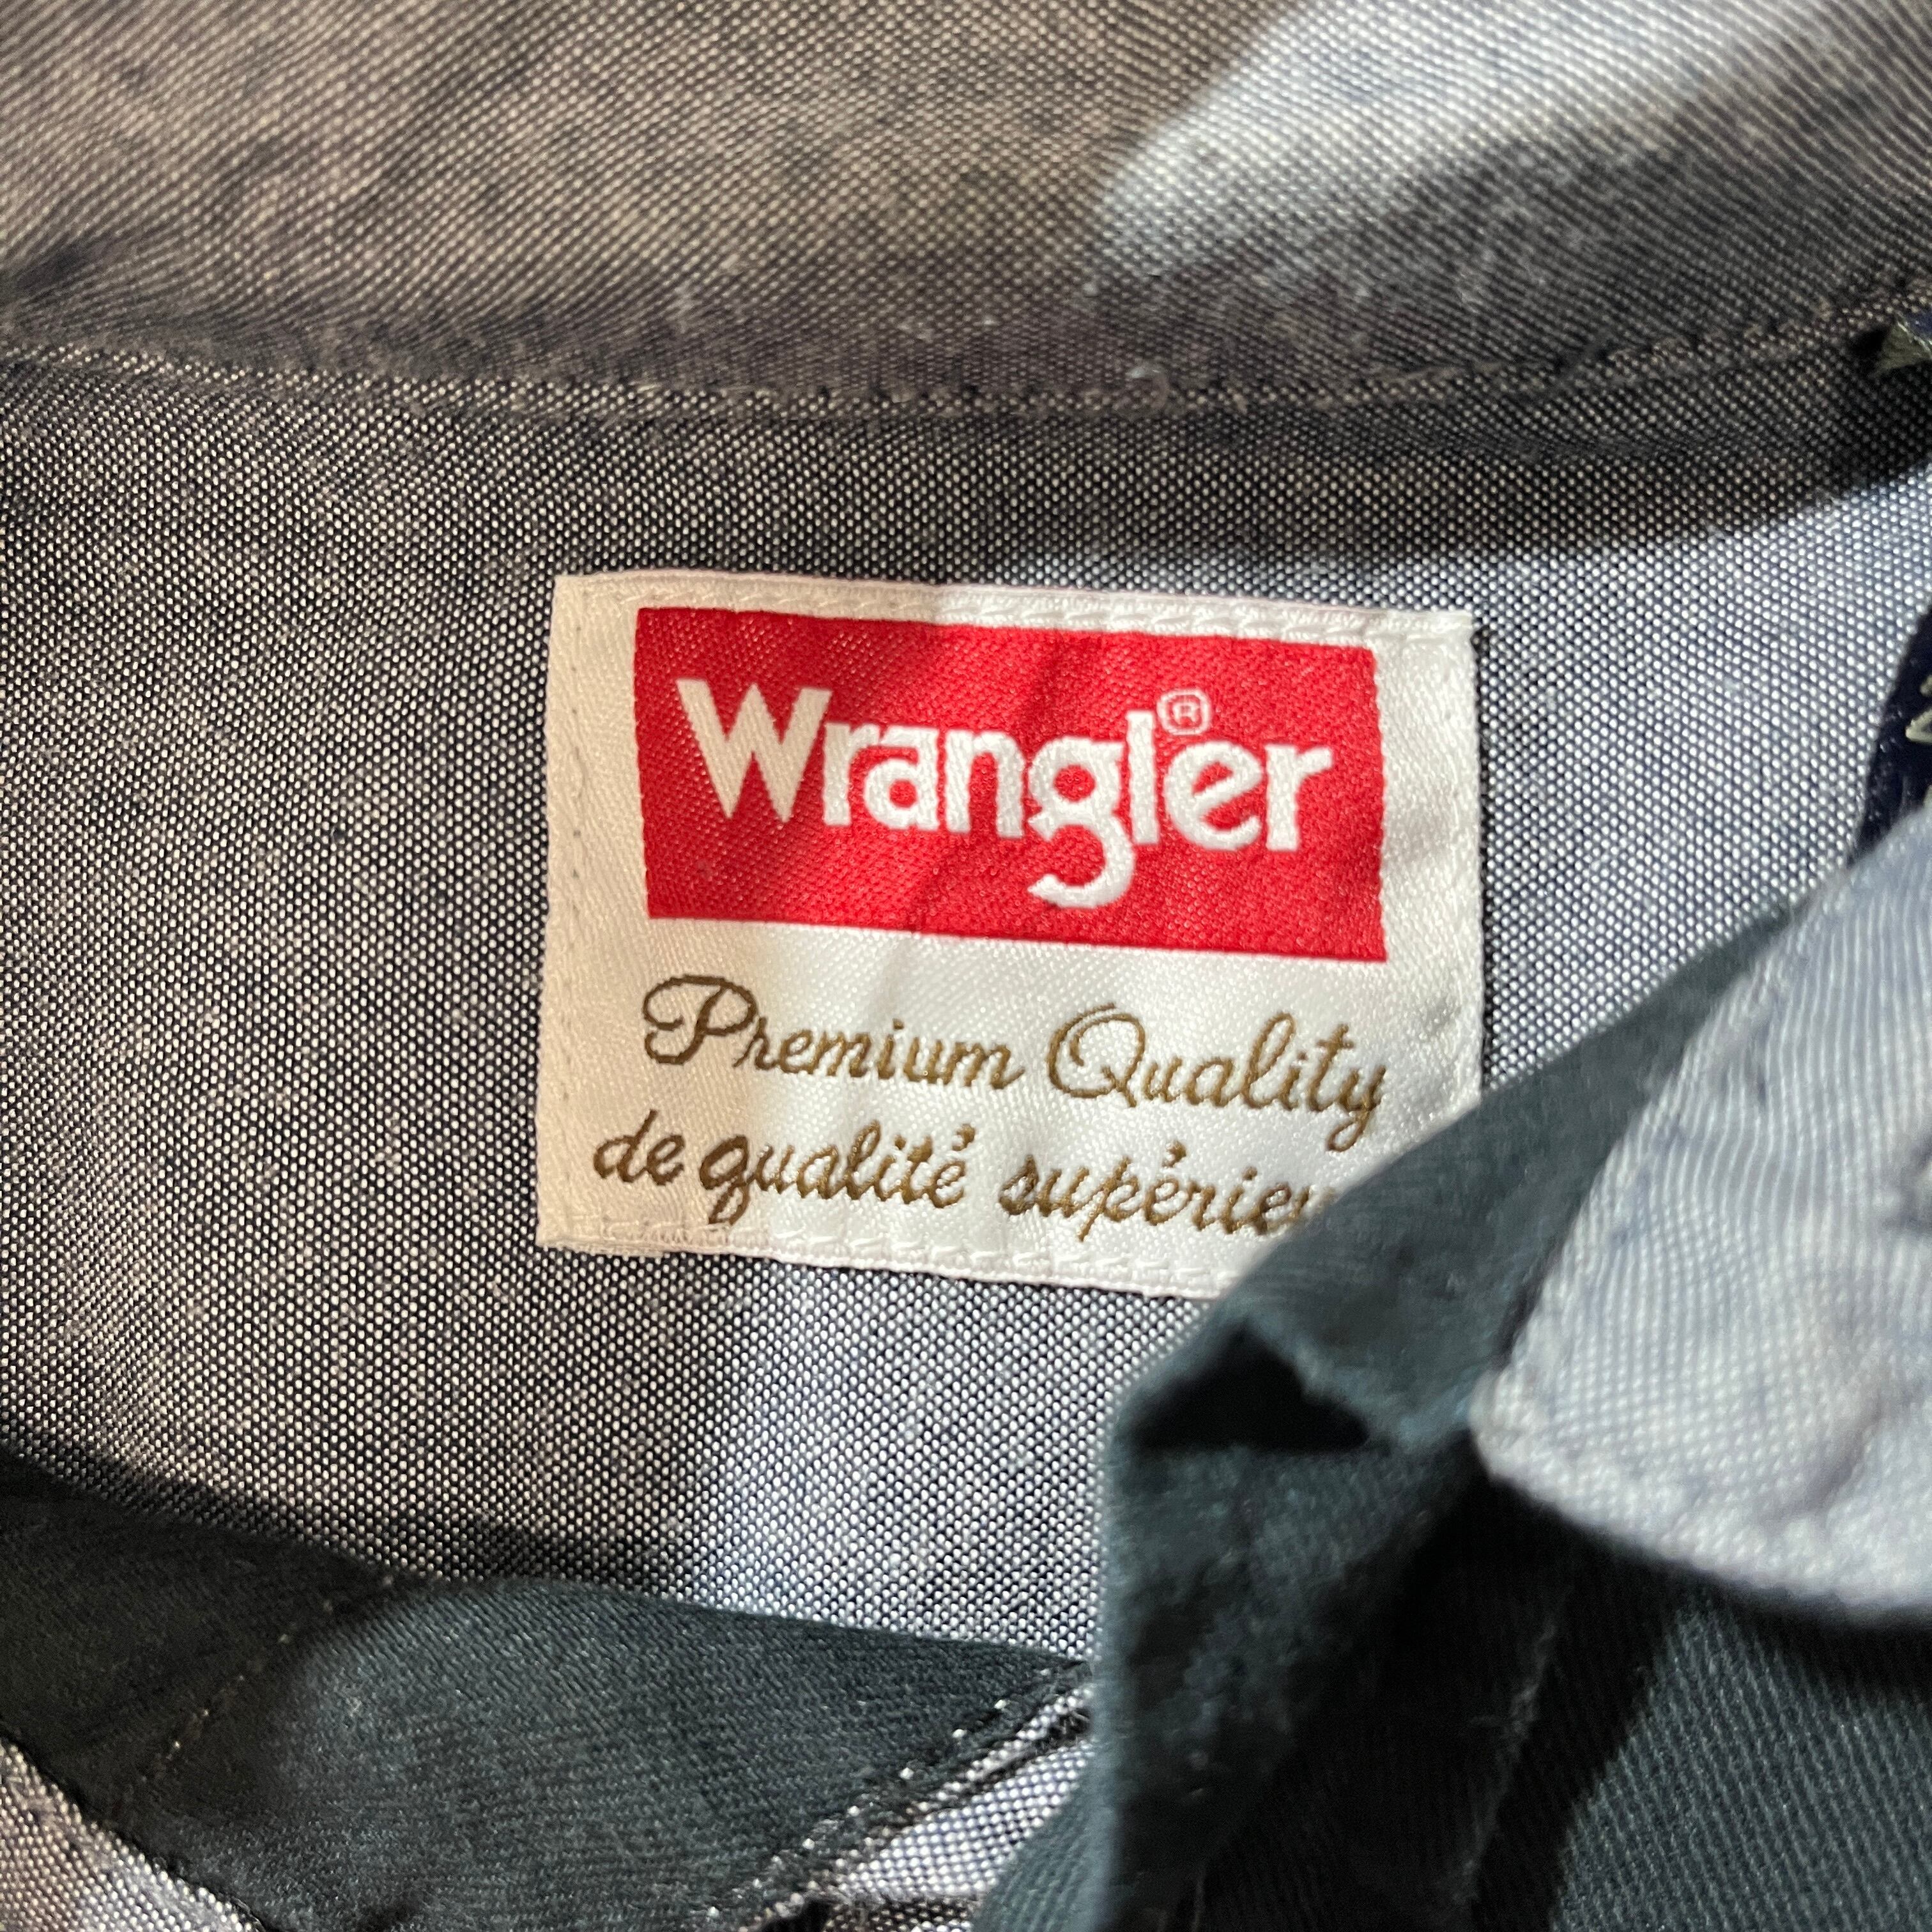 Wrangler®
Premium Quality
de qualité